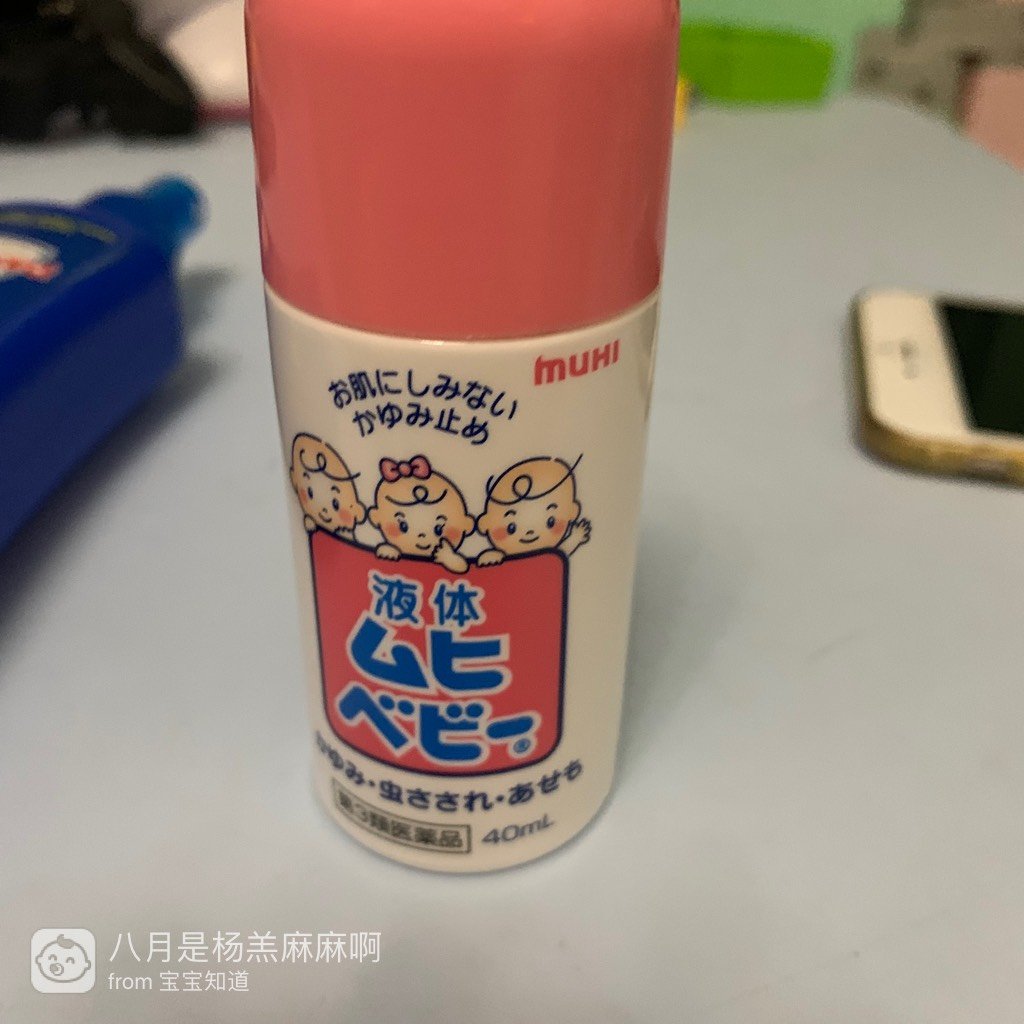 muHI
お肌にしみない
かゆみ止め
液体
ムヒ
ベビー®
かゆみ・虫さされ・あせも
第3類医薬品 40mL
八月是杨羔麻麻啊
from 宝宝知道